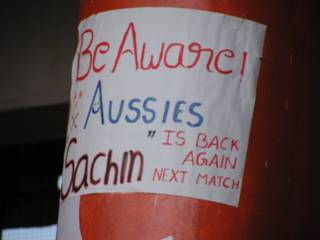 Be Aware!
AUSSIES
" IS BACK
Sachin AGAIN
NEXT MATCH